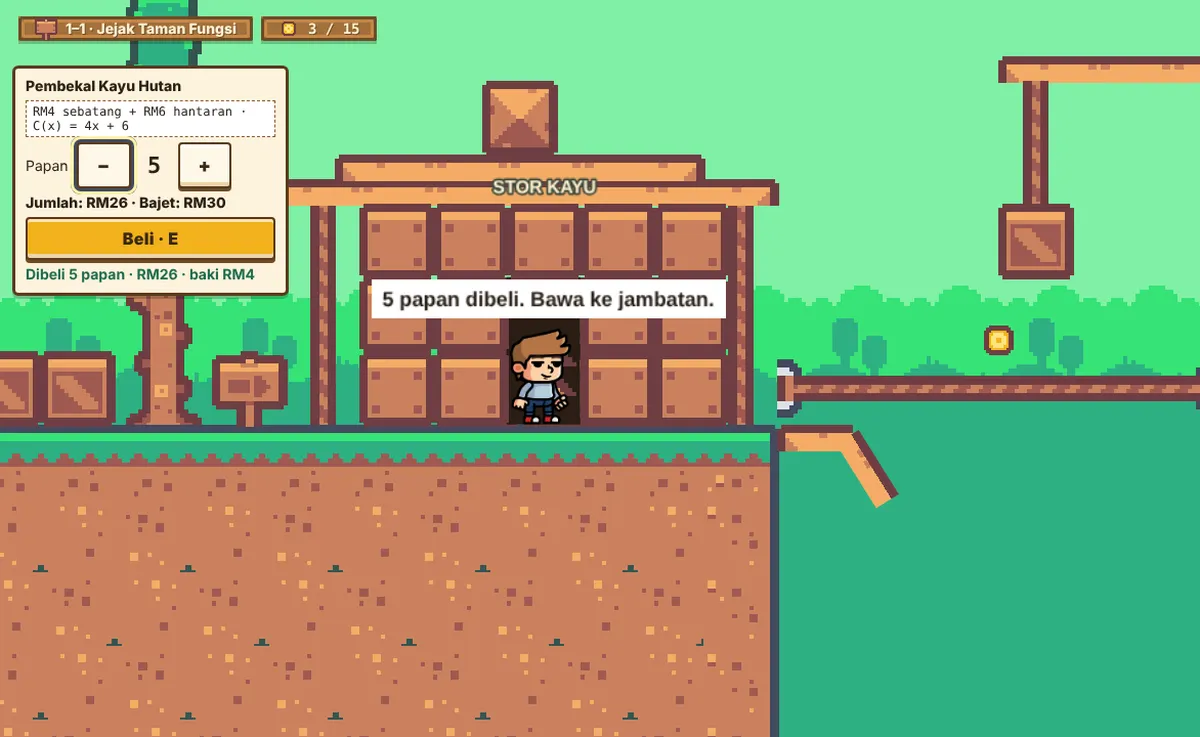 1–1 · Jejak Taman Fungsi
3 / 15
Pembekal Kayu Hutan
RM4 sebatang + RM6 hantaran ·
C(x) = 4x + 6
Papan − 5 +
Jumlah: RM26 · Bajet: RM30
Beli · E
Dibeli 5 papan · RM26 · baki RM4
STOR KAYU
5 papan dibeli. Bawa ke jambatan.